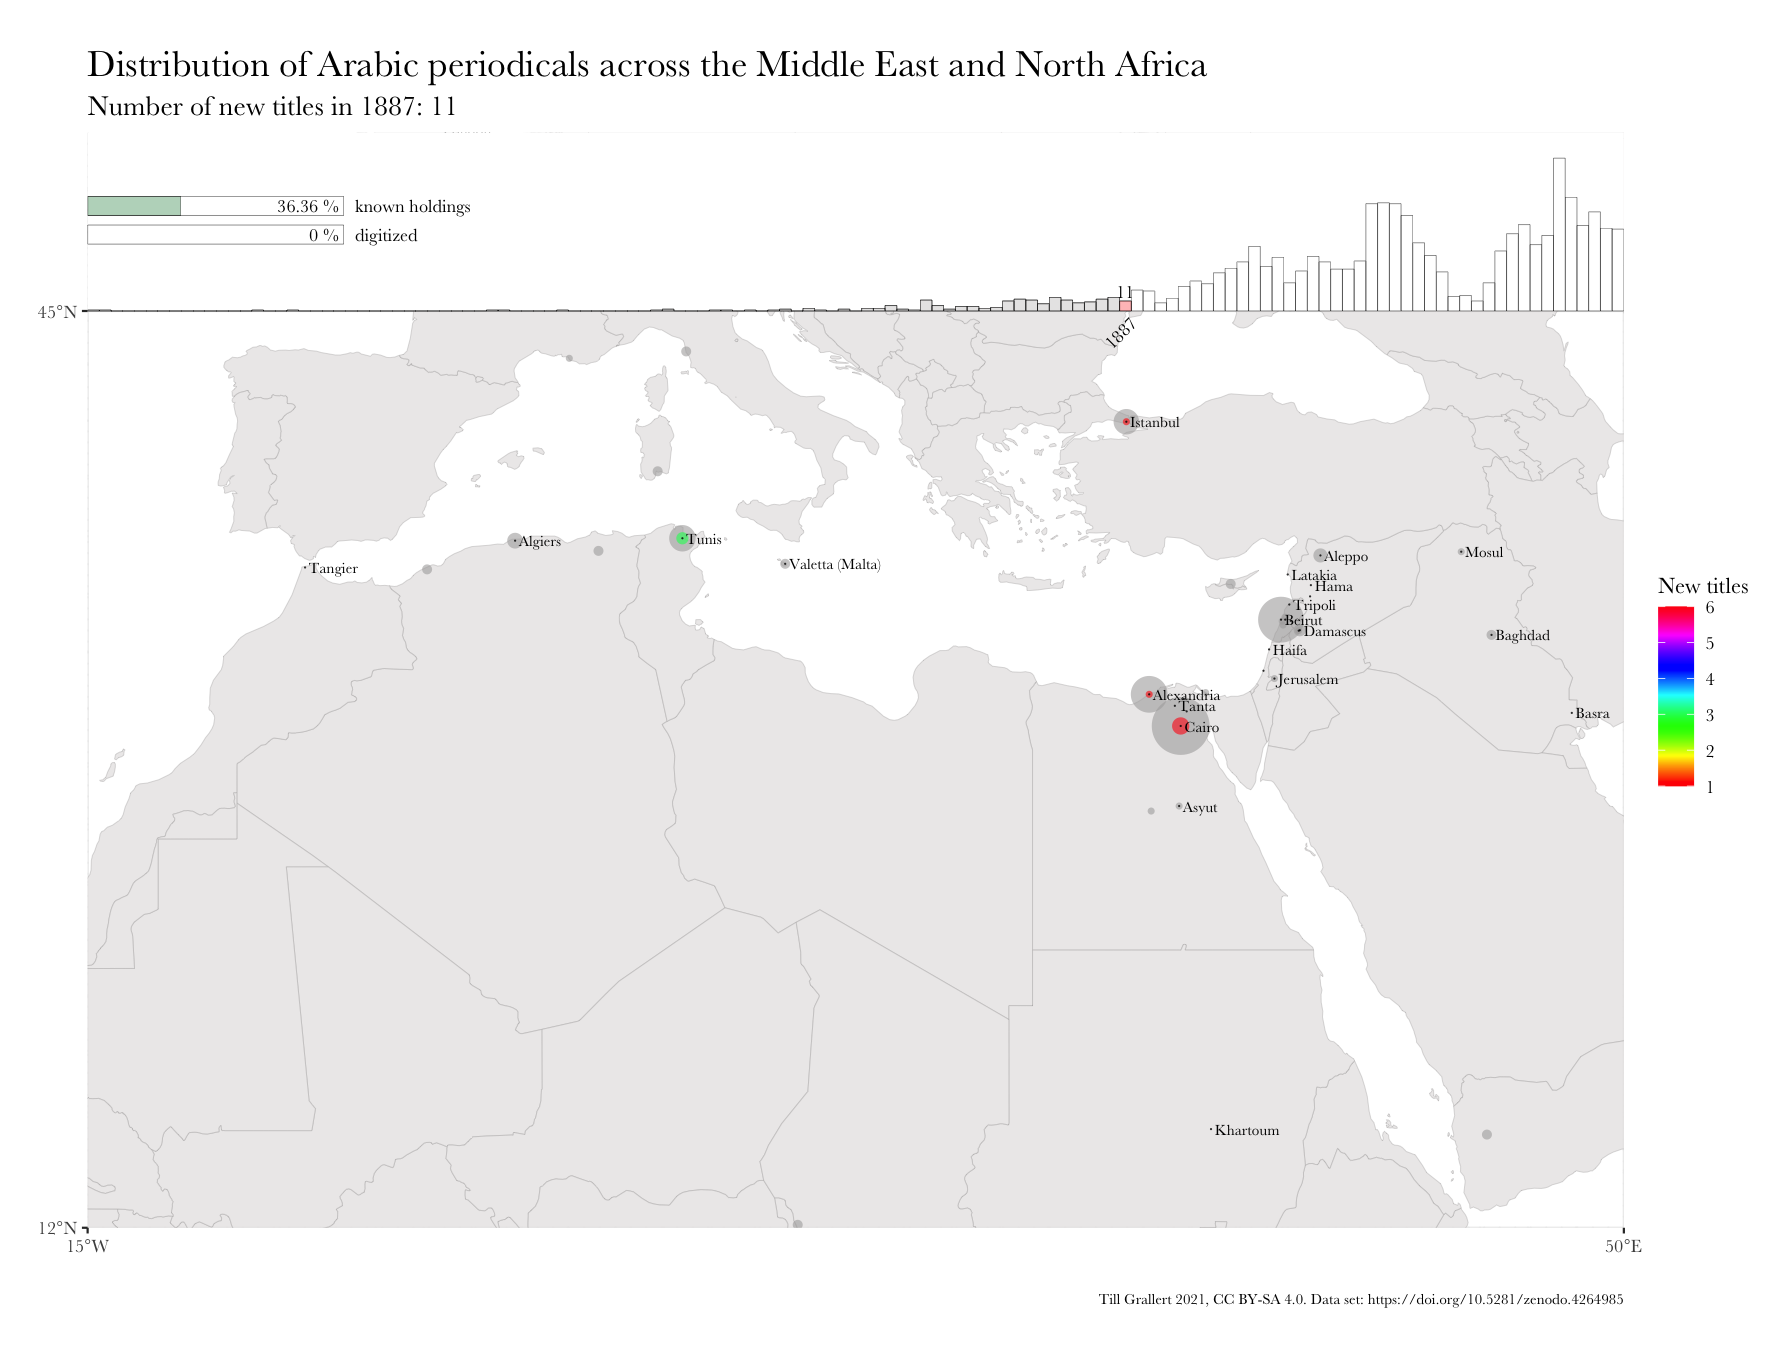 Distribution of Arabic periodicals across the Middle East and North Africa
Number of new titles in 1887: 11
36.36 % known holdings
0 % digitized
11
45°N
1887
Istanbul
Algiers
Tunis
Aleppo
Mosul
Tangier
Valetta (Malta)
Latakia
Hama
New titles
6
Tripoli
Beirut
Damascus
Baghdad
5
Haifa
Jerusalem
4
Alexandria
Tanta
Basra
3
Cairo
2
1
Asyut
Khartoum
12°N
15°W
50°E
Till Grallert 2021, CC BY-SA 4.0. Data set: https://doi.org/10.5281/zenodo.4264985